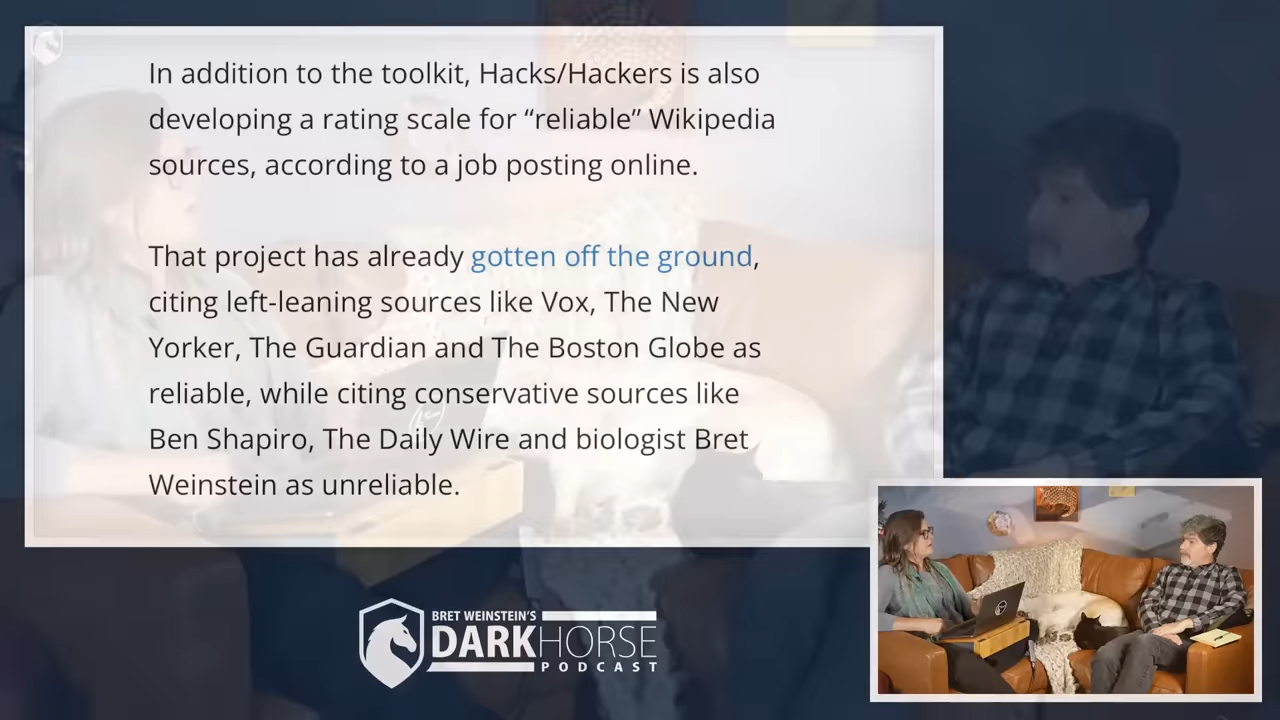 In addition to the toolkit, Hacks/Hackers is also
developing a rating scale for “reliable” Wikipedia
sources, according to a job posting online.
That project has already gotten off the ground,
citing left-leaning sources like Vox, The New
Yorker, The Guardian and The Boston Globe as
reliable, while citing conservative sources like
Ben Shapiro, The Daily Wire and biologist Bret
Weinstein as unreliable.
BRET WEINSTEIN'S
DARKHORSE
PODCAST